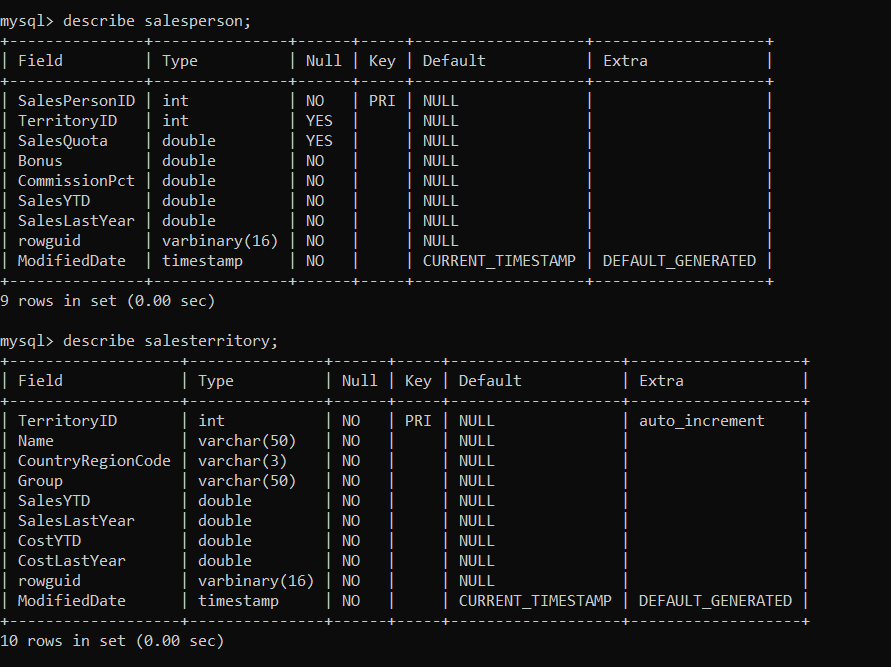 mysql> describe salesperson;
+---------------+---------------+------+-----+-------------------+-------------------+
| Field         | Type          | Null | Key | Default           | Extra             |
+---------------+---------------+------+-----+-------------------+-------------------+
| SalesPersonID | int           | NO   | PRI | NULL              |                   |
| TerritoryID   | int           | YES  |     | NULL              |                   |
| SalesQuota    | double        | YES  |     | NULL              |                   |
| Bonus         | double        | NO   |     | NULL              |                   |
| CommissionPct | double        | NO   |     | NULL              |                   |
| SalesYTD      | double        | NO   |     | NULL              |                   |
| SalesLastYear | double        | NO   |     | NULL              |                   |
| rowguid       | varbinary(16) | NO   |     | NULL              |                   |
| ModifiedDate  | timestamp     | NO   |     | CURRENT_TIMESTAMP | DEFAULT_GENERATED |
+---------------+---------------+------+-----+-------------------+-------------------+
9 rows in set (0.00 sec)
mysql> describe salesterritory;
+-------------------+---------------+------+-----+-------------------+-------------------+
| Field             | Type          | Null | Key | Default           | Extra             |
+-------------------+---------------+------+-----+-------------------+-------------------+
| TerritoryID       | int           | NO   | PRI | NULL              | auto_increment    |
| Name              | varchar(50)   | NO   |     | NULL              |                   |
| CountryRegionCode | varchar(3)    | NO   |     | NULL              |                   |
| Group             | varchar(50)   | NO   |     | NULL              |                   |
| SalesYTD          | double        | NO   |     | NULL              |                   |
| SalesLastYear     | double        | NO   |     | NULL              |                   |
| CostYTD           | double        | NO   |     | NULL              |                   |
| CostLastYear      | double        | NO   |     | NULL              |                   |
| rowguid           | varbinary(16) | NO   |     | NULL              |                   |
| ModifiedDate      | timestamp     | NO   |     | CURRENT_TIMESTAMP | DEFAULT_GENERATED |
+-------------------+---------------+------+-----+-------------------+-------------------+
10 rows in set (0.00 sec)